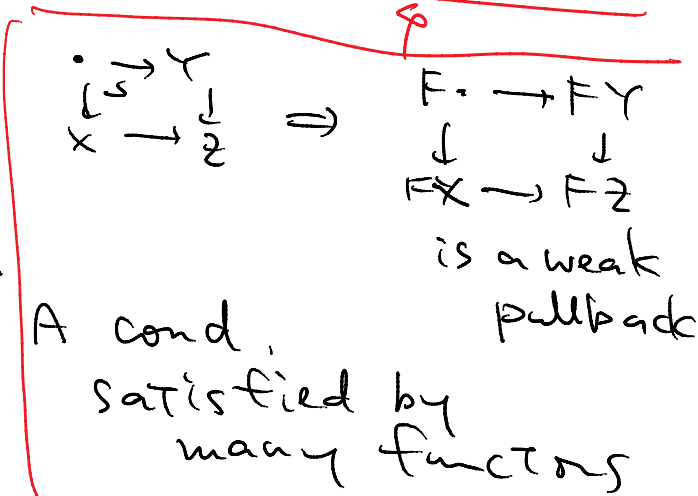 . → Y
↓ ↓
X → Z
⇒
F. → FY
↓ ↓
FX → FZ
is a weak
pullback
A cond.
satisfied by
many functors